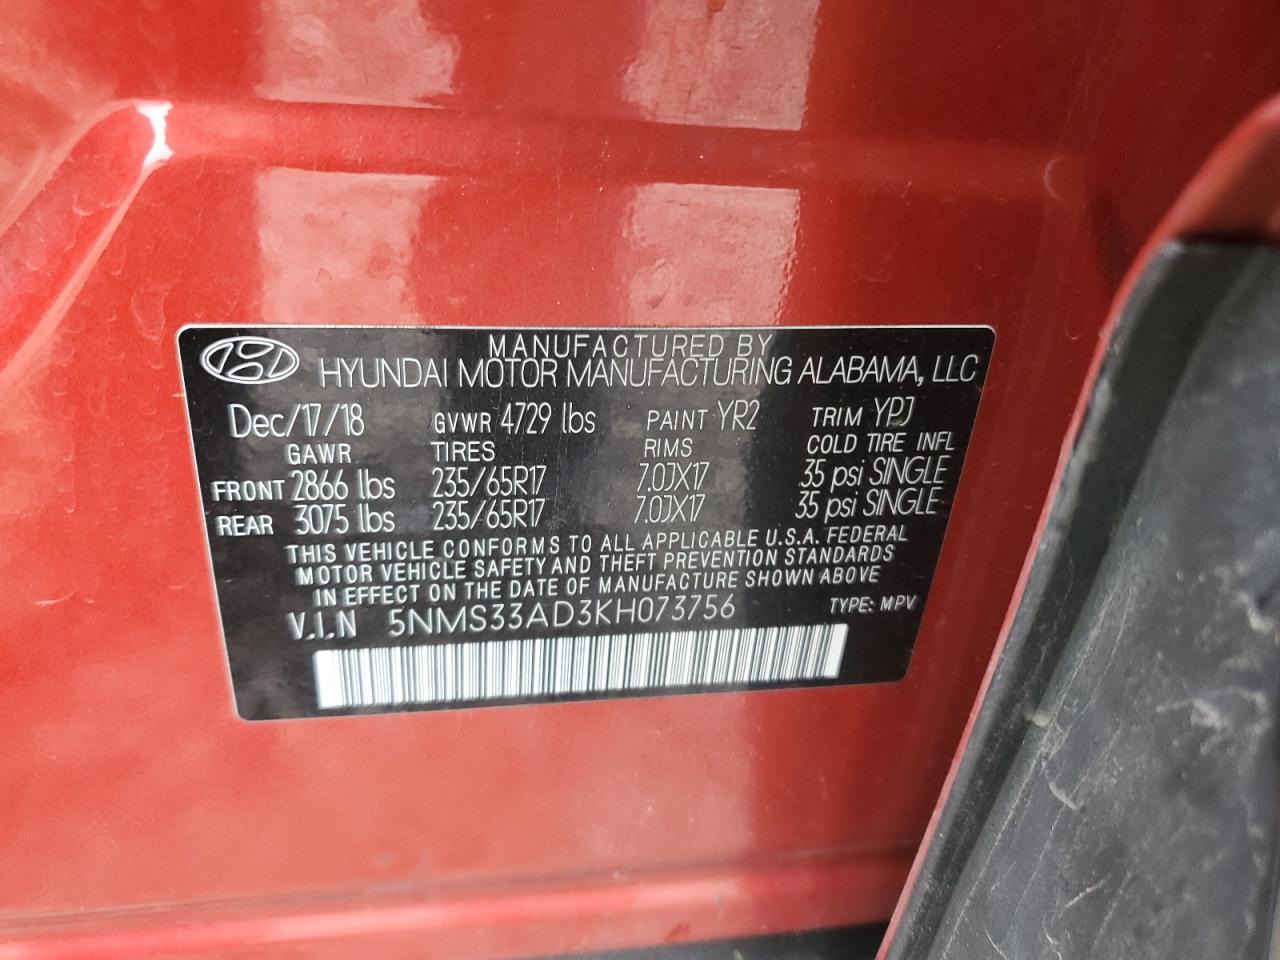 MANUFACTURED BY
HYUNDAI MOTOR MANUFACTURING ALABAMA, LLC
Dec/17/18 GVWR 4729 lbs PAINT YR2 TRIM YPJ
GAWR TIRES RIMS COLD TIRE INFL
FRONT 2866 lbs 235/65R17 7.0JX17 35 psi SINGLE
REAR 3075 lbs 235/65R17 7.0JX17 35 psi SINGLE
THIS VEHICLE CONFORMS TO ALL APPLICABLE U.S.A. FEDERAL
MOTOR VEHICLE SAFETY AND THEFT PREVENTION STANDARDS
IN EFFECT ON THE DATE OF MANUFACTURE SHOWN ABOVE
V.I.N 5NMS33AD3KH073756 TYPE: MPV